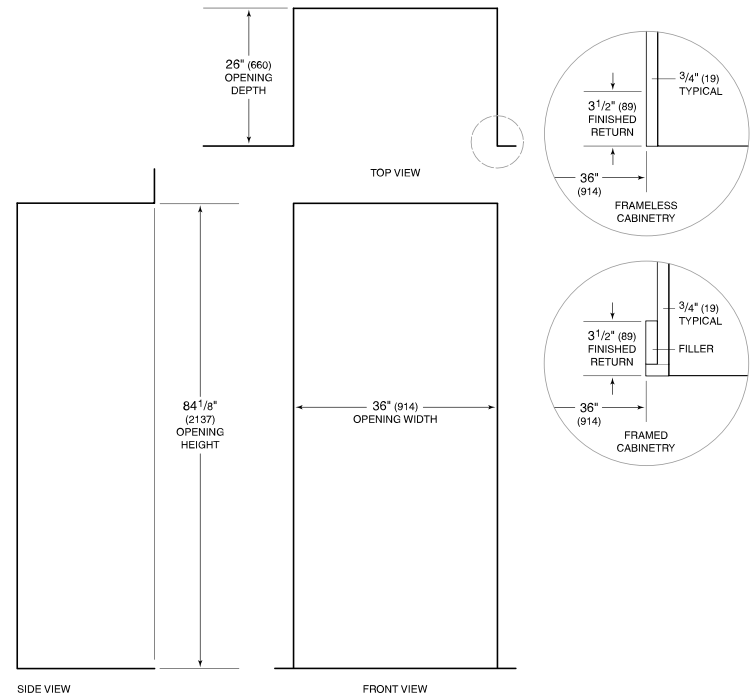 26" (660)
OPENING
DEPTH
TOP VIEW
3/4" (19)
TYPICAL
3 1/2" (89)
FINISHED
RETURN
36"
(914)
FRAMELESS
CABINETRY
84 1/8"
(2137)
OPENING
HEIGHT
36" (914)
OPENING WIDTH
3/4" (19)
TYPICAL
3 1/2" (89)
FINISHED
RETURN
FILLER
36"
(914)
FRAMED
CABINETRY
SIDE VIEW
FRONT VIEW